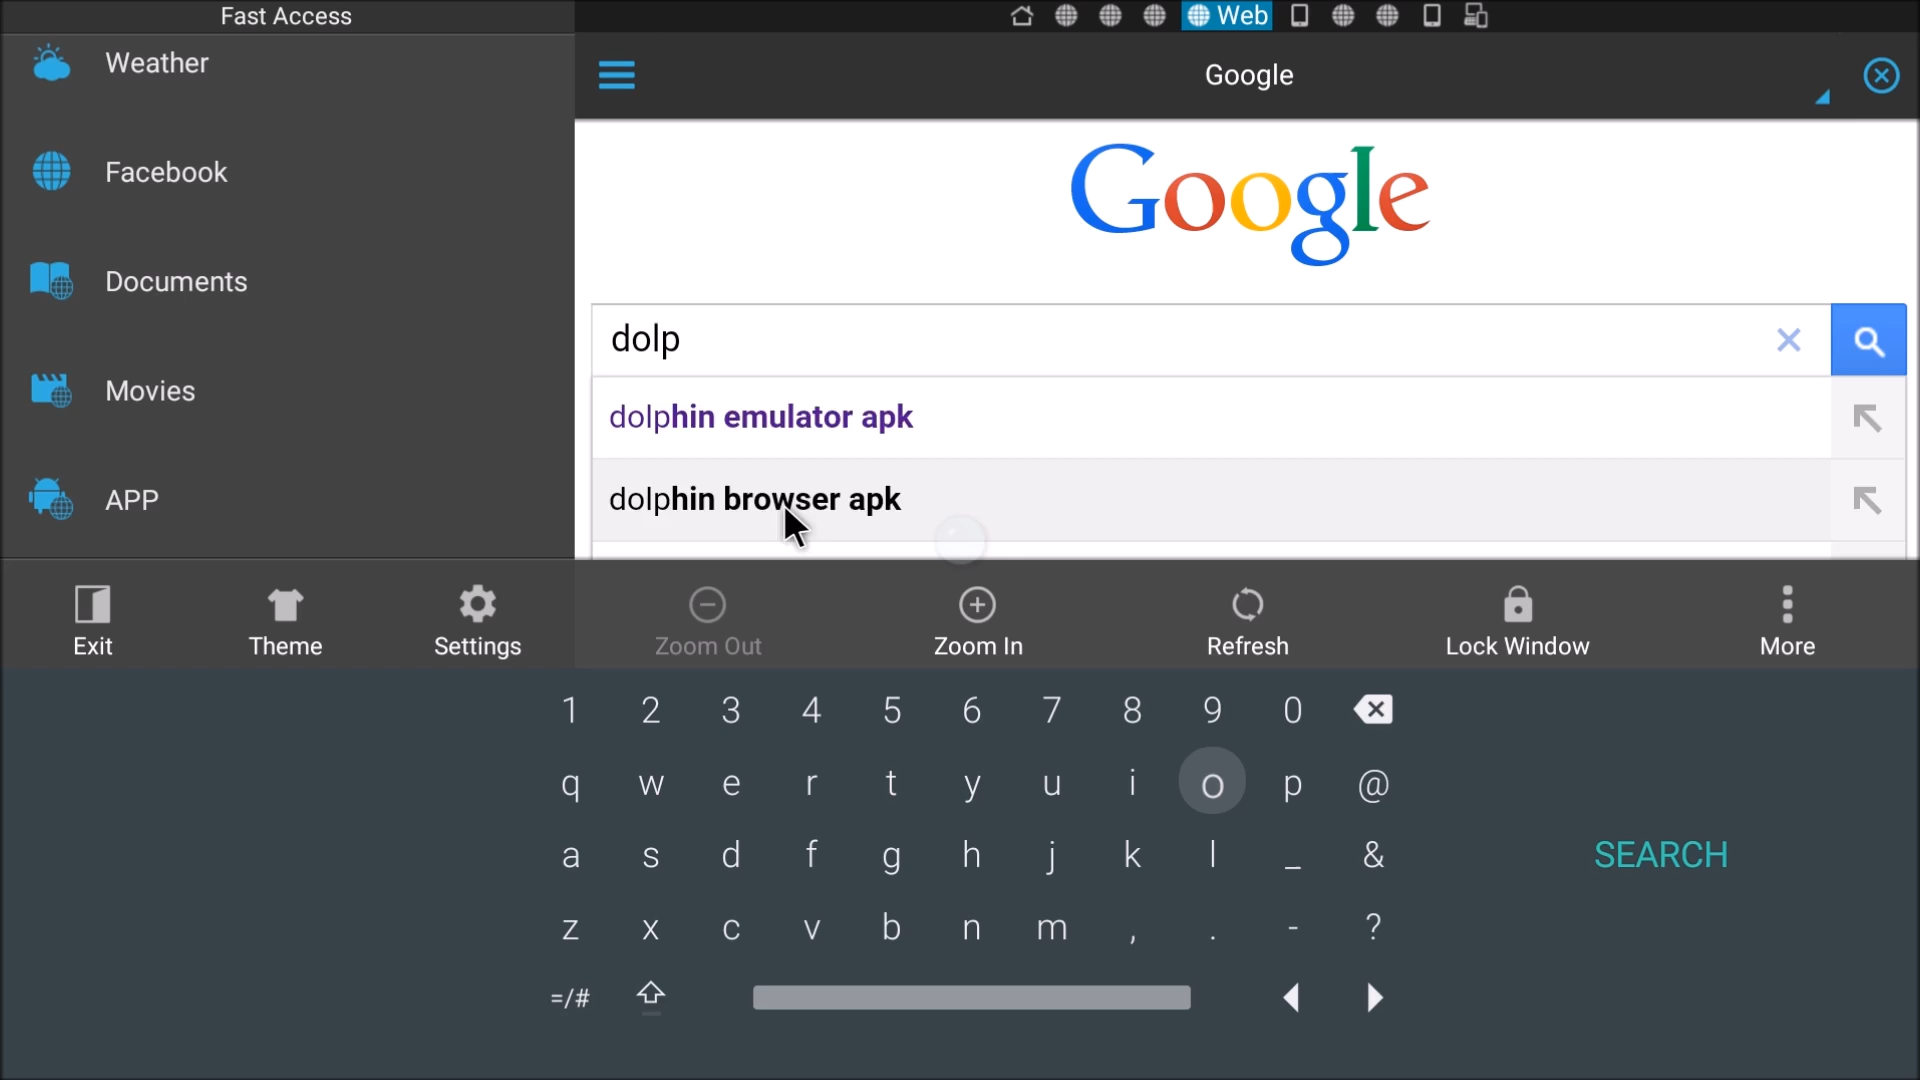 Fast Access
Web
Weather
Google
Google
Facebook
Documents
dolp
Movies
dolphin emulator apk
APP
dolphin browser apk
Exit Theme Settings Zoom Out Zoom In Refresh Lock Window More
1 2 3 4 5 6 7 8 9 0
q w e r t y u i o p @
a s d f g h j k l _ & SEARCH
z x c v b n m , . - ?
=/#